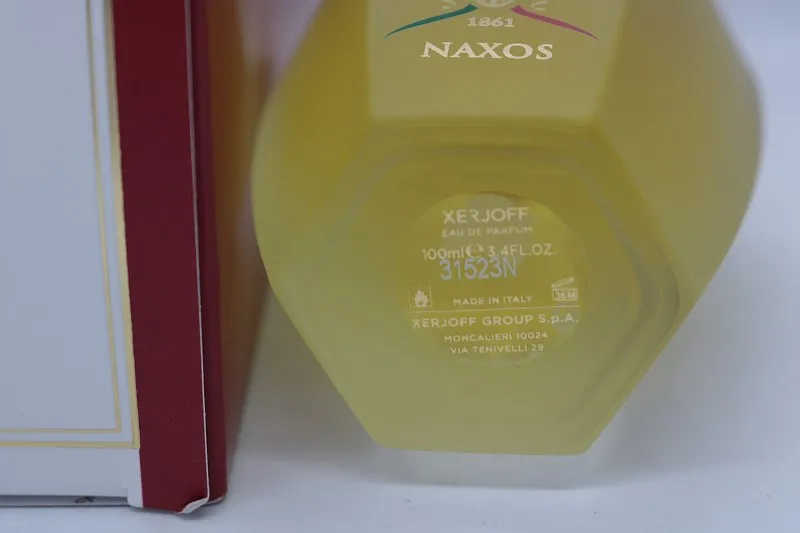 1861
NAXOS
XERJOFF
EAU DE PARFUM
100ml ℮ 3.4FL.OZ.
31523N
36M
MADE IN ITALY
XERJOFF GROUP S.p.A.
MONCALIERI 10024
VIA TENIVELLI 29